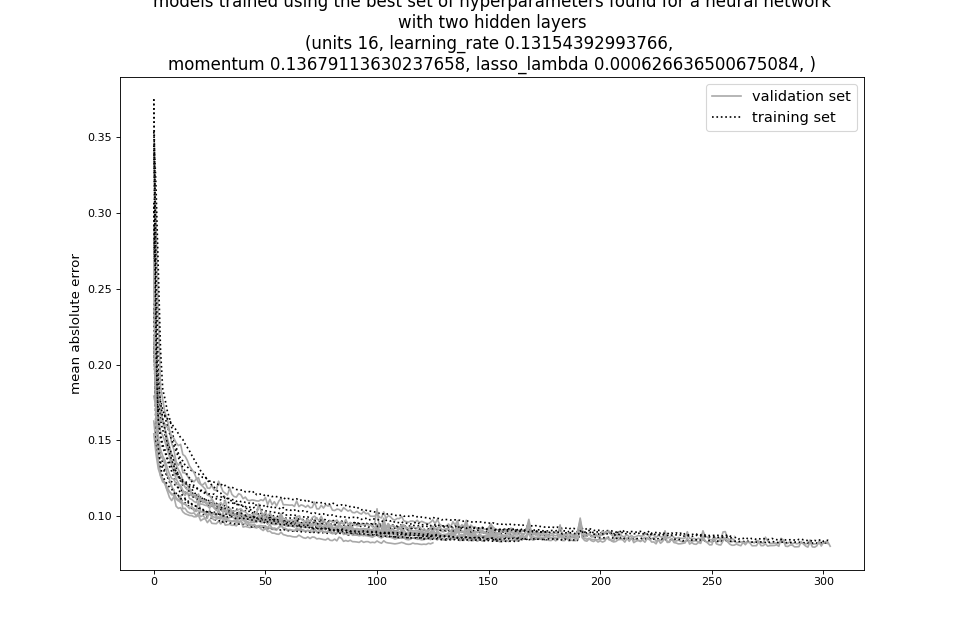 models trained using the best set of hyperparameters found for a neural network
with two hidden layers
(units 16, learning_rate 0.13154392993766,
momentum 0.13679113630237658, lasso_lambda 0.000626636500675084, )
validation set
training set
mean abslolute error
0.35
0.30
0.25
0.20
0.15
0.10
0 50 100 150 200 250 300